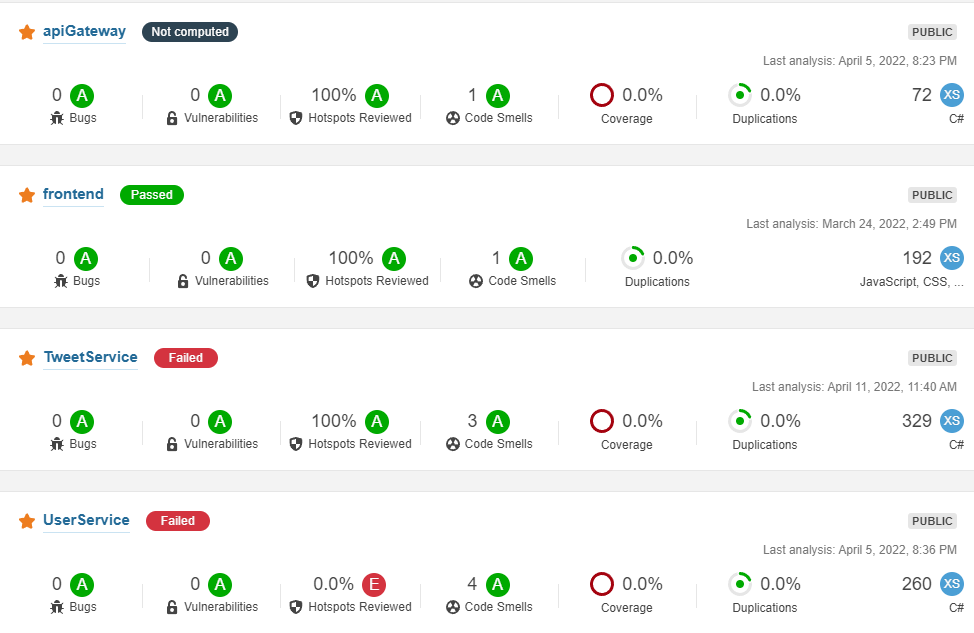 apiGateway Not computed PUBLIC
Last analysis: April 5, 2022, 8:23 PM
0 A 0 A 100% A 1 A 0.0% 0.0% 72 XS
Bugs Vulnerabilities Hotspots Reviewed Code Smells Coverage Duplications C#
frontend Passed PUBLIC
Last analysis: March 24, 2022, 2:49 PM
0 A 0 A 100% A 1 A 0.0% 192 XS
Bugs Vulnerabilities Hotspots Reviewed Code Smells Duplications JavaScript, CSS, ...
TweetService Failed PUBLIC
Last analysis: April 11, 2022, 11:40 AM
0 A 0 A 100% A 3 A 0.0% 0.0% 329 XS
Bugs Vulnerabilities Hotspots Reviewed Code Smells Coverage Duplications C#
UserService Failed PUBLIC
Last analysis: April 5, 2022, 8:36 PM
0 A 0 A 0.0% E 4 A 0.0% 0.0% 260 XS
Bugs Vulnerabilities Hotspots Reviewed Code Smells Coverage Duplications C#